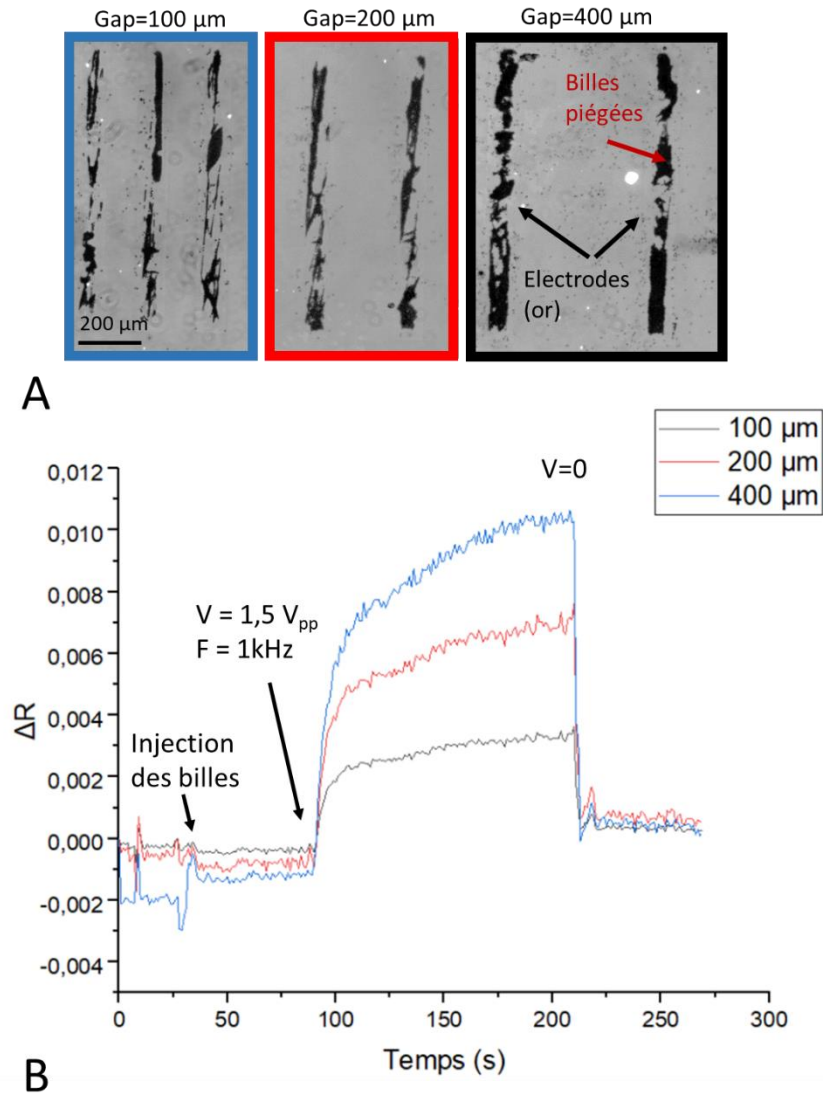 Gap=100 µm
Gap=200 µm
Gap=400 µm
Billes
piégées
Electrodes
(or)
200 µm
A
100 µm
200 µm
400 µm
V=0
V = 1,5 Vpp
F = 1kHz
Injection
des billes
0,012
0,010
0,008
0,006
0,004
0,002
0,000
-0,002
-0,004
ΔR
0
50
100
150
200
250
300
Temps (s)
B